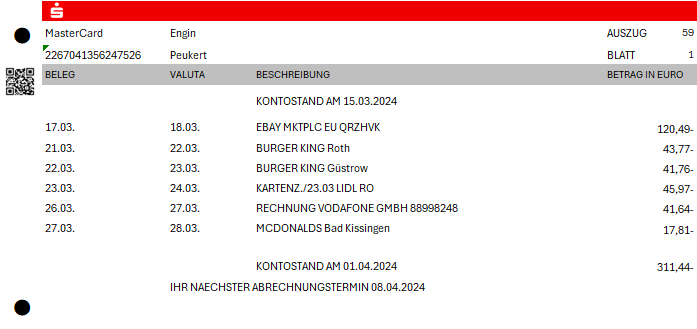 MasterCard Engin AUSZUG 59
2267041356247526 Peukert BLATT 1
BELEG VALUTA BESCHREIBUNG BETRAG IN EURO
KONTOSTAND AM 15.03.2024
17.03. 18.03. EBAY MKTPLC EU QRZHVK 120,49-
21.03. 22.03. BURGER KING Roth 43,77-
22.03. 23.03. BURGER KING Güstrow 41,76-
23.03. 24.03. KARTENZ./23.03 LIDL RO 45,97-
26.03. 27.03. RECHNUNG VODAFONE GMBH 88998248 41,64-
27.03. 28.03. MCDONALDS Bad Kissingen 17,81-
KONTOSTAND AM 01.04.2024 311,44-
IHR NAECHSTER ABRECHNUNGSTERMIN 08.04.2024